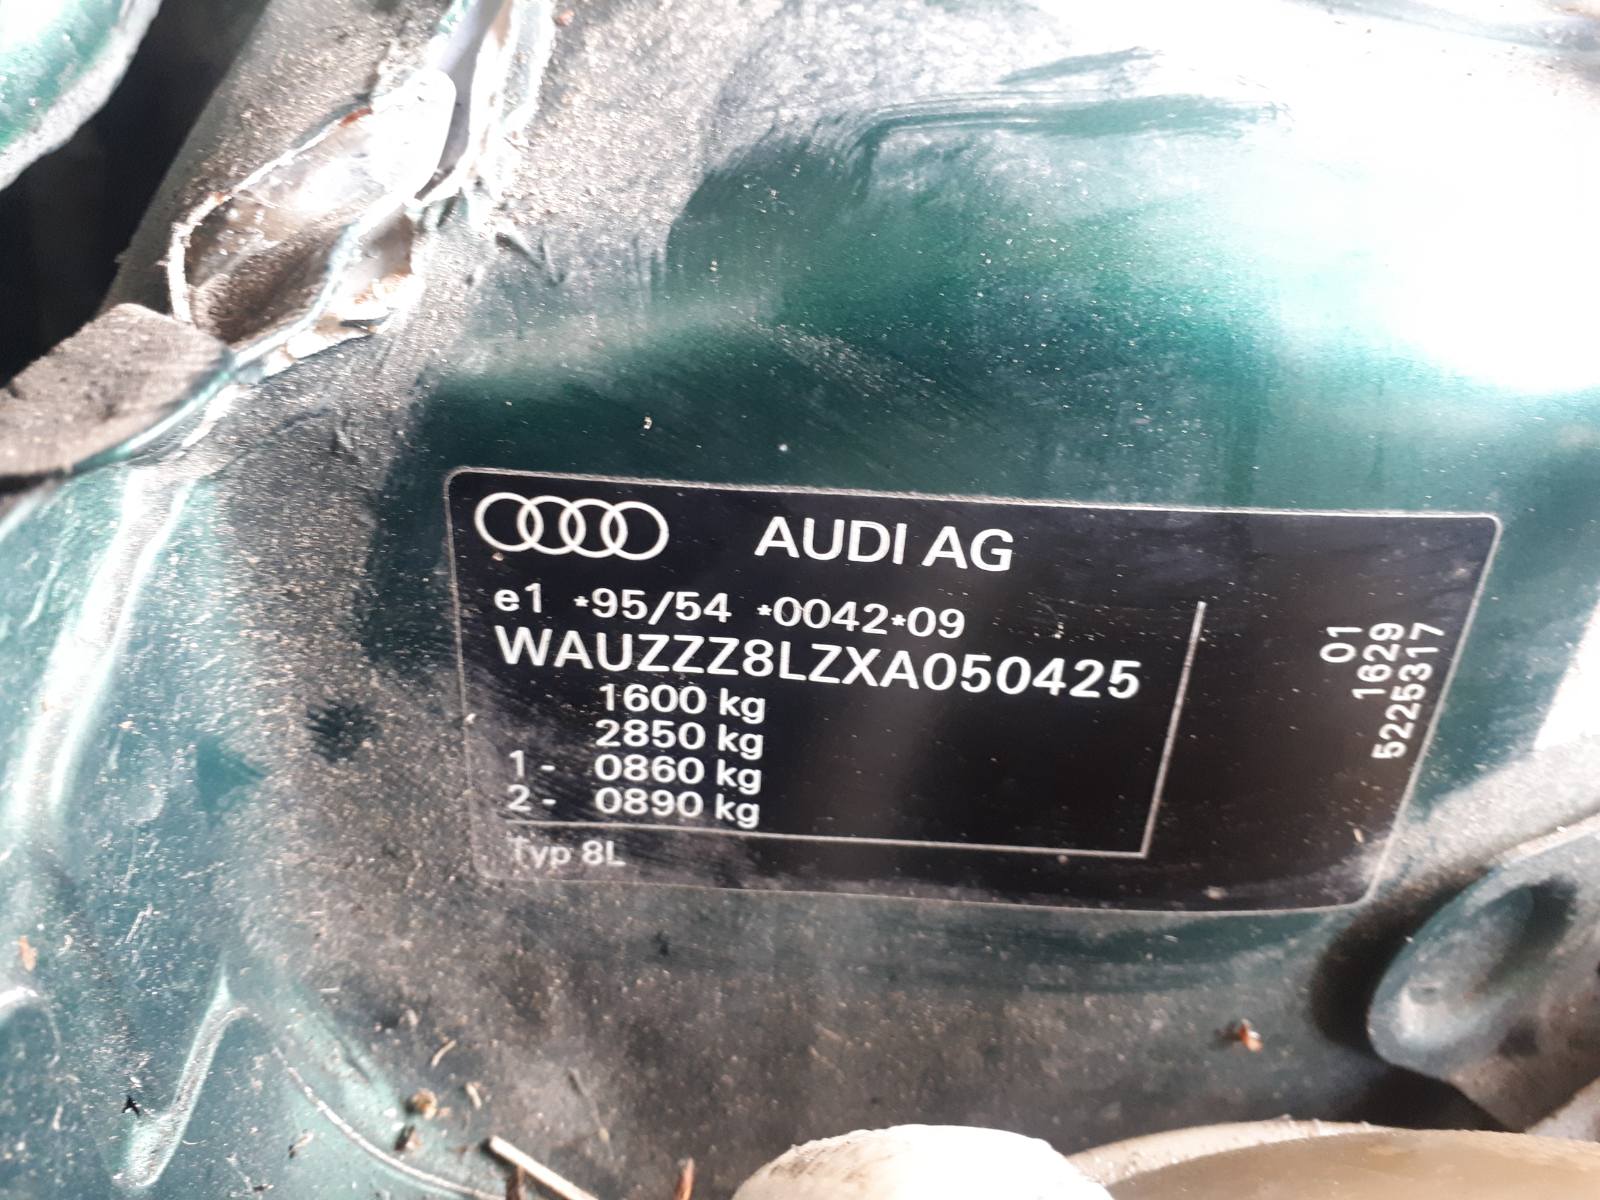 AUDI AG
e1 *95/54 *0042*09
WAUZZZ8LZXA050425
1600 kg
2850 kg
1- 0860 kg
2- 0890 kg
Typ 8L
01
1629
5225317